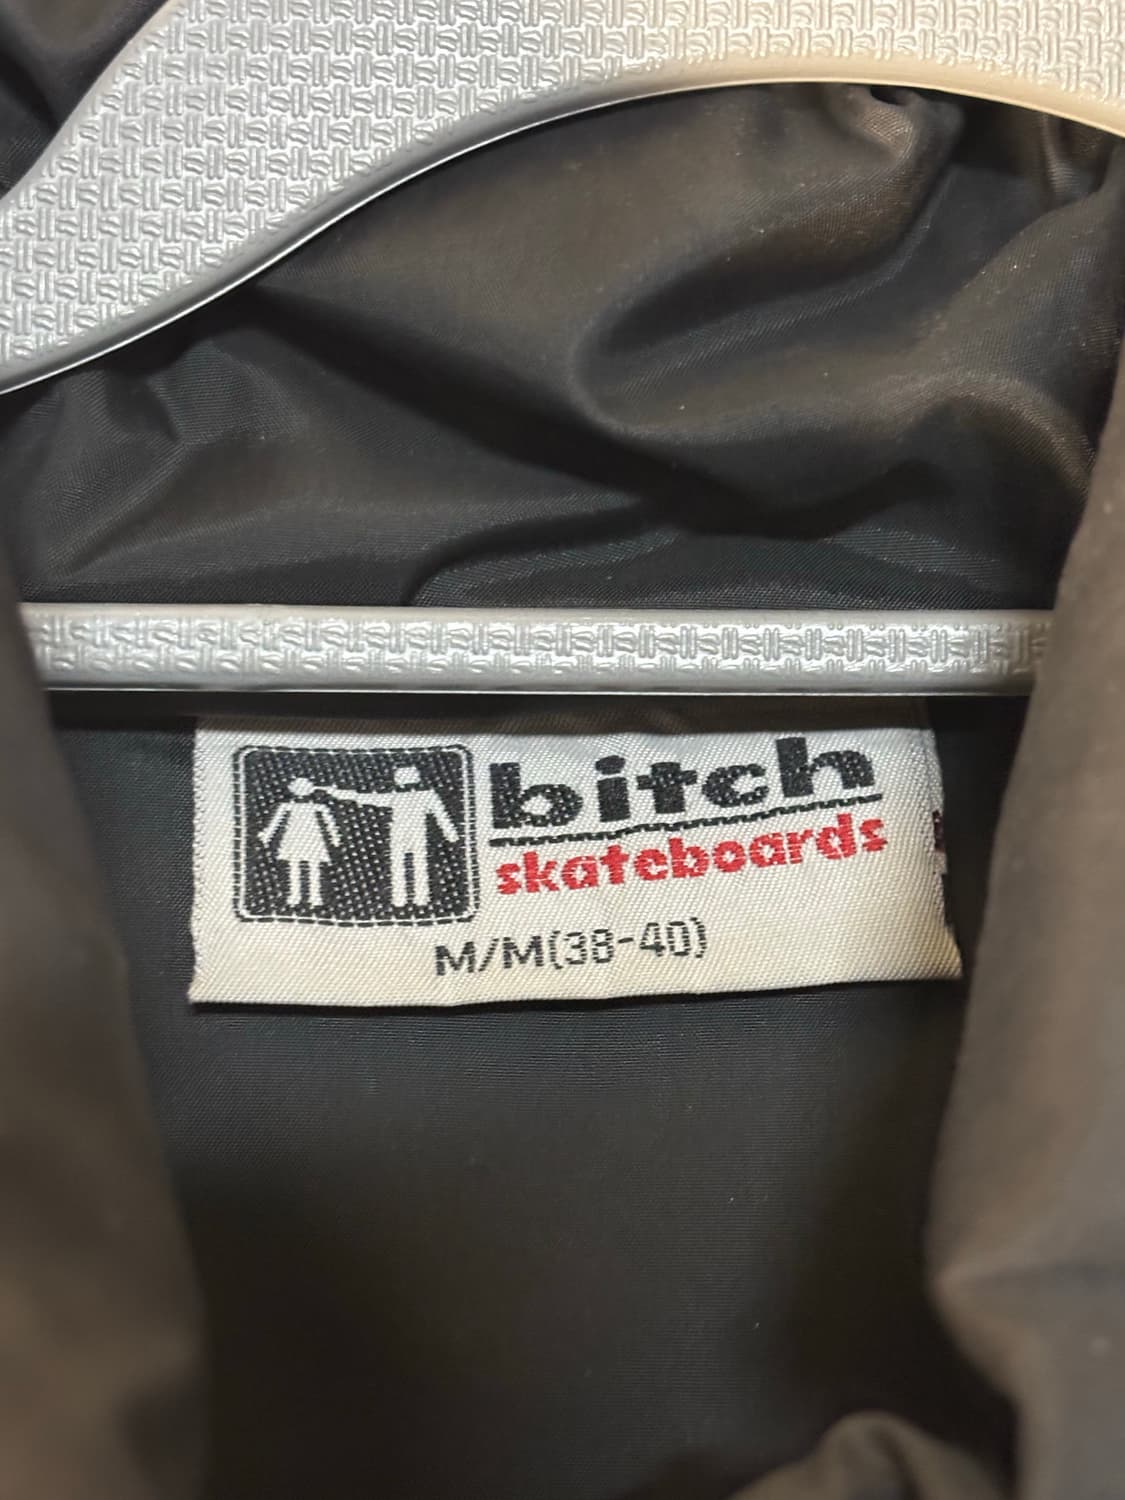 bitch
skateboards
M/M(38-40)